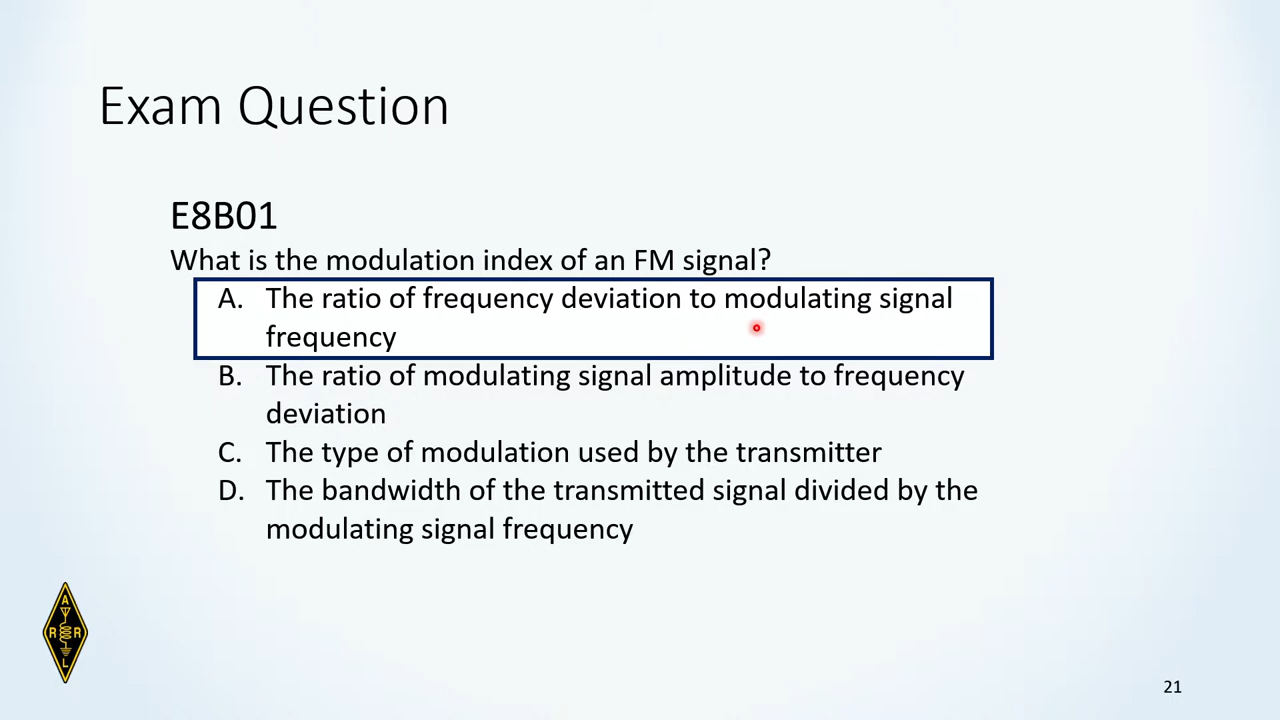 Exam Question
E8B01
What is the modulation index of an FM signal?
A. The ratio of frequency deviation to modulating signal
frequency
B. The ratio of modulating signal amplitude to frequency
deviation
C. The type of modulation used by the transmitter
D. The bandwidth of the transmitted signal divided by the
modulating signal frequency
A
R R
L
21